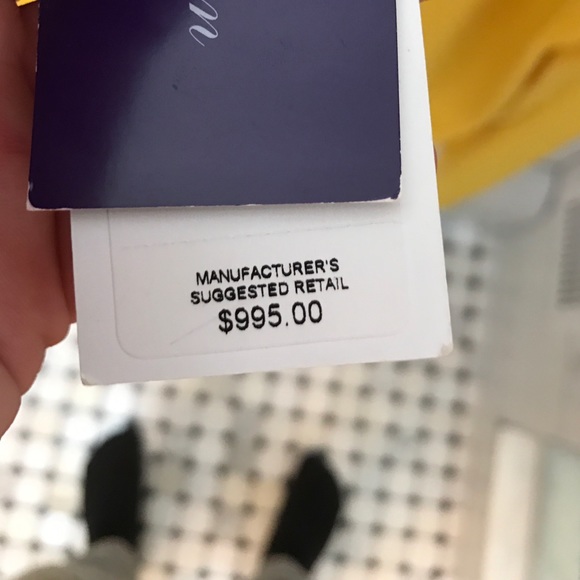 MANUFACTURER'S
SUGGESTED RETAIL
$995.00